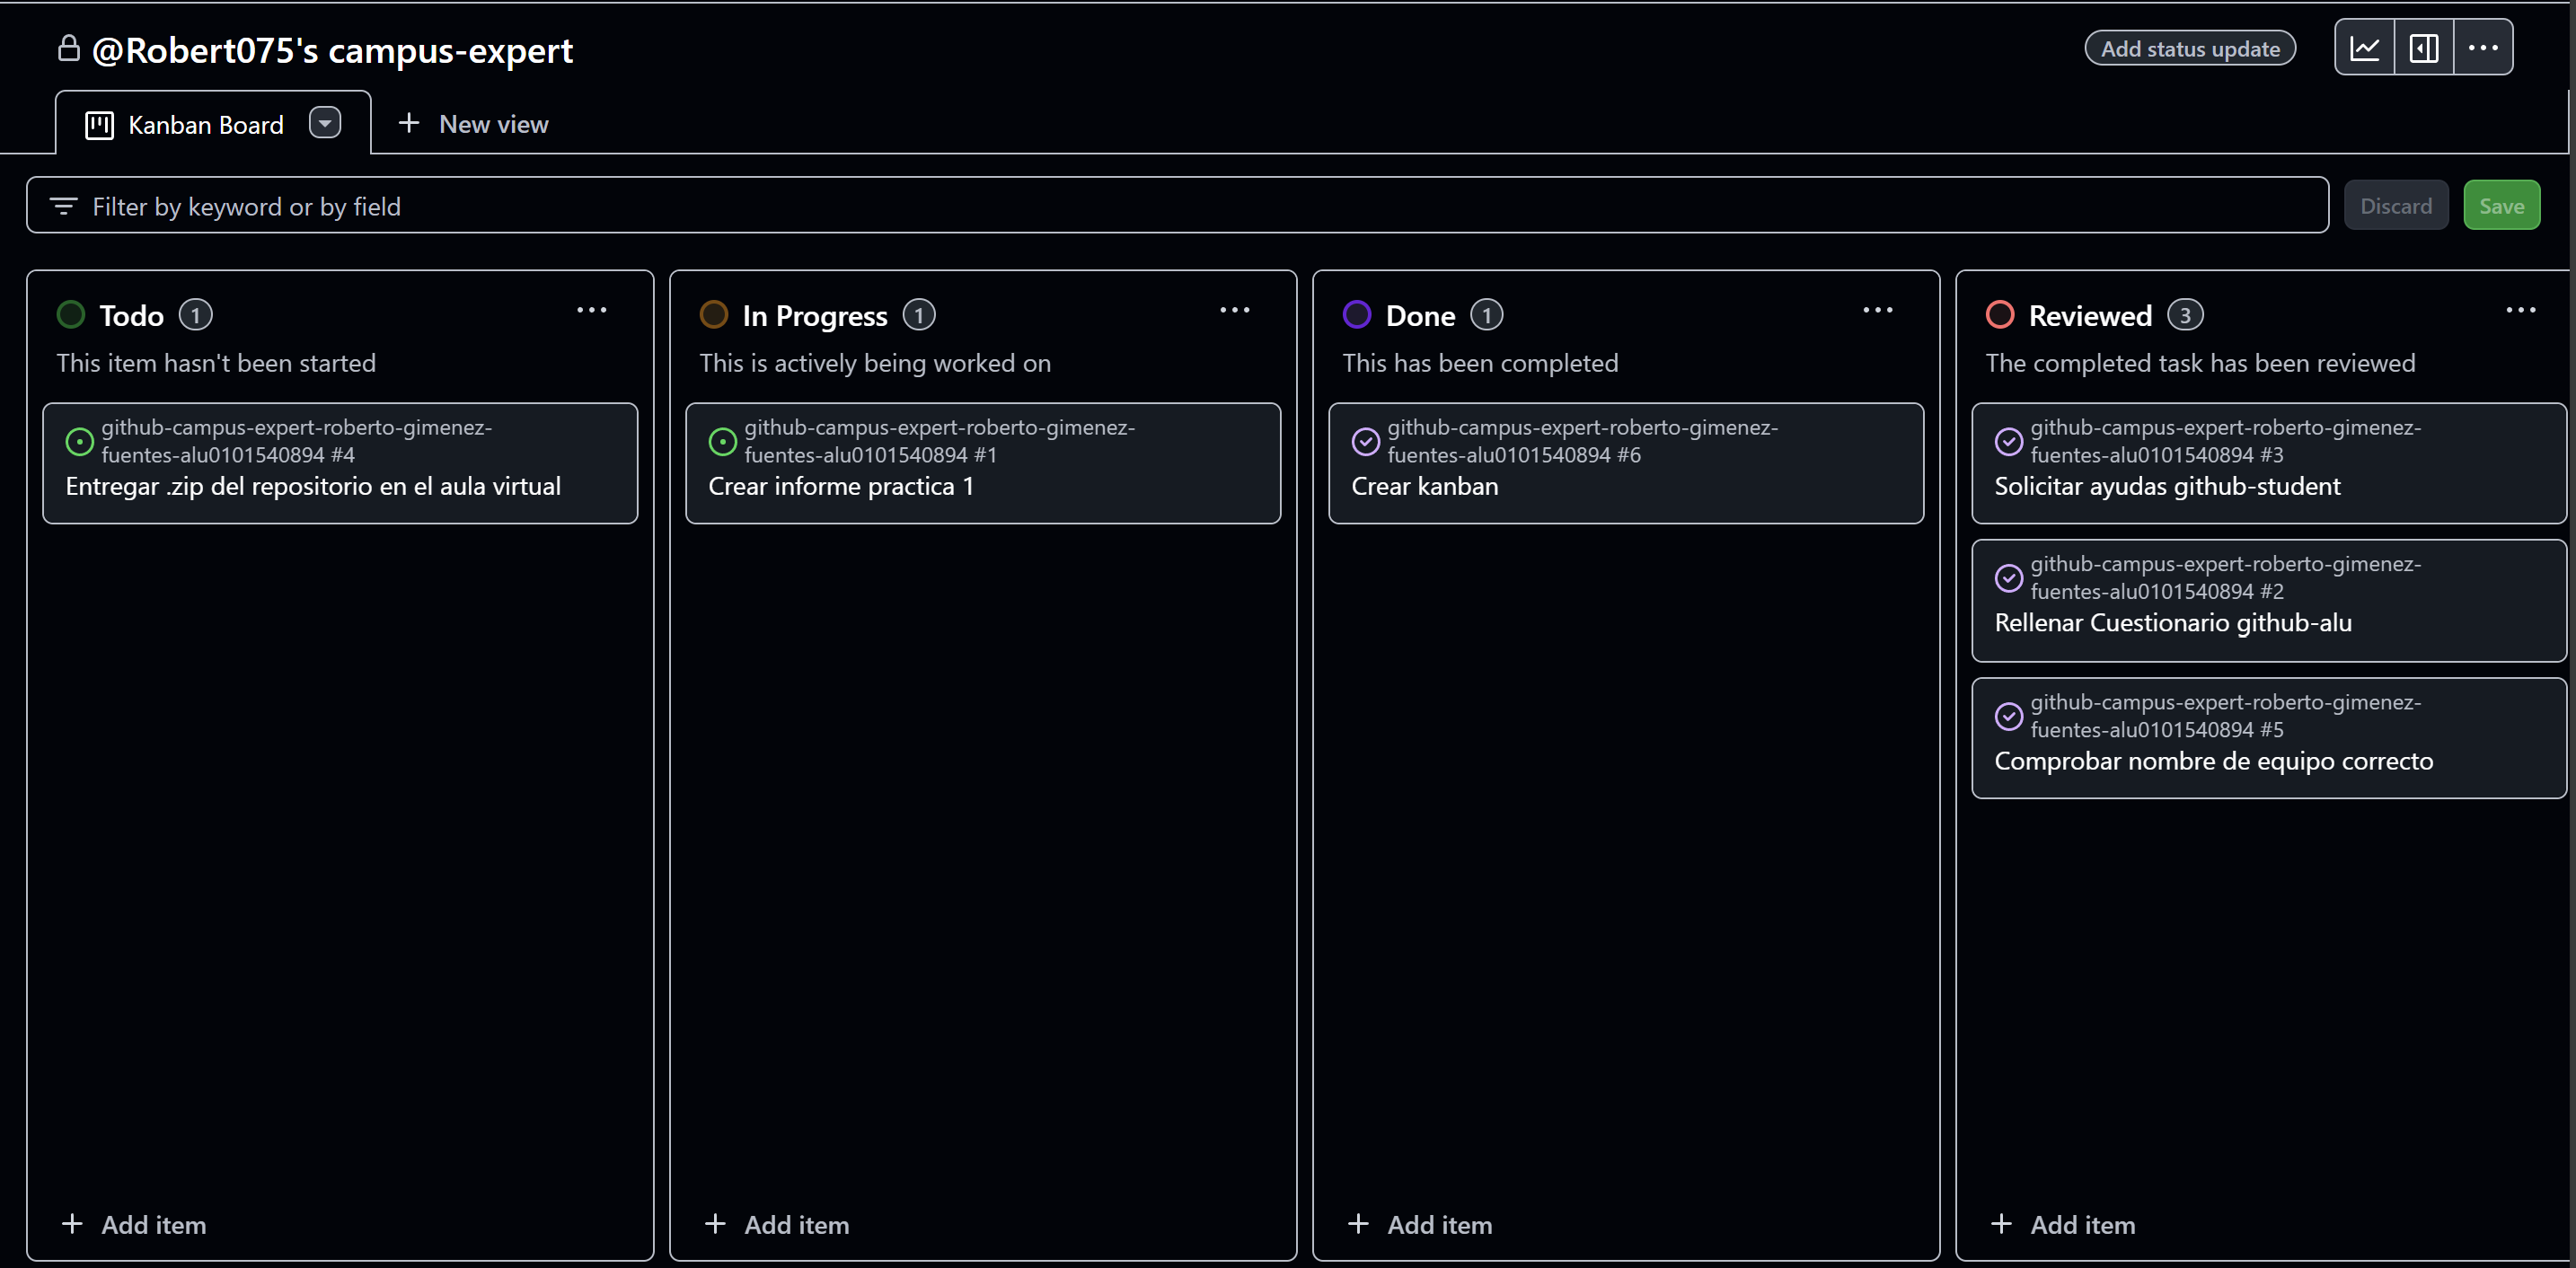 @Robert075's campus-expert
Add status update
Kanban Board
New view
Filter by keyword or by field
Discard
Save
Todo 1
This item hasn't been started
github-campus-expert-roberto-gimenez-
fuentes-alu0101540894 #4
Entregar .zip del repositorio en el aula virtual
Add item
In Progress 1
This is actively being worked on
github-campus-expert-roberto-gimenez-
fuentes-alu0101540894 #1
Crear informe practica 1
Add item
Done 1
This has been completed
github-campus-expert-roberto-gimenez-
fuentes-alu0101540894 #6
Crear kanban
Add item
Reviewed 3
The completed task has been reviewed
github-campus-expert-roberto-gimenez-
fuentes-alu0101540894 #3
Solicitar ayudas github-student
github-campus-expert-roberto-gimenez-
fuentes-alu0101540894 #2
Rellenar Cuestionario github-alu
github-campus-expert-roberto-gimenez-
fuentes-alu0101540894 #5
Comprobar nombre de equipo correcto
Add item